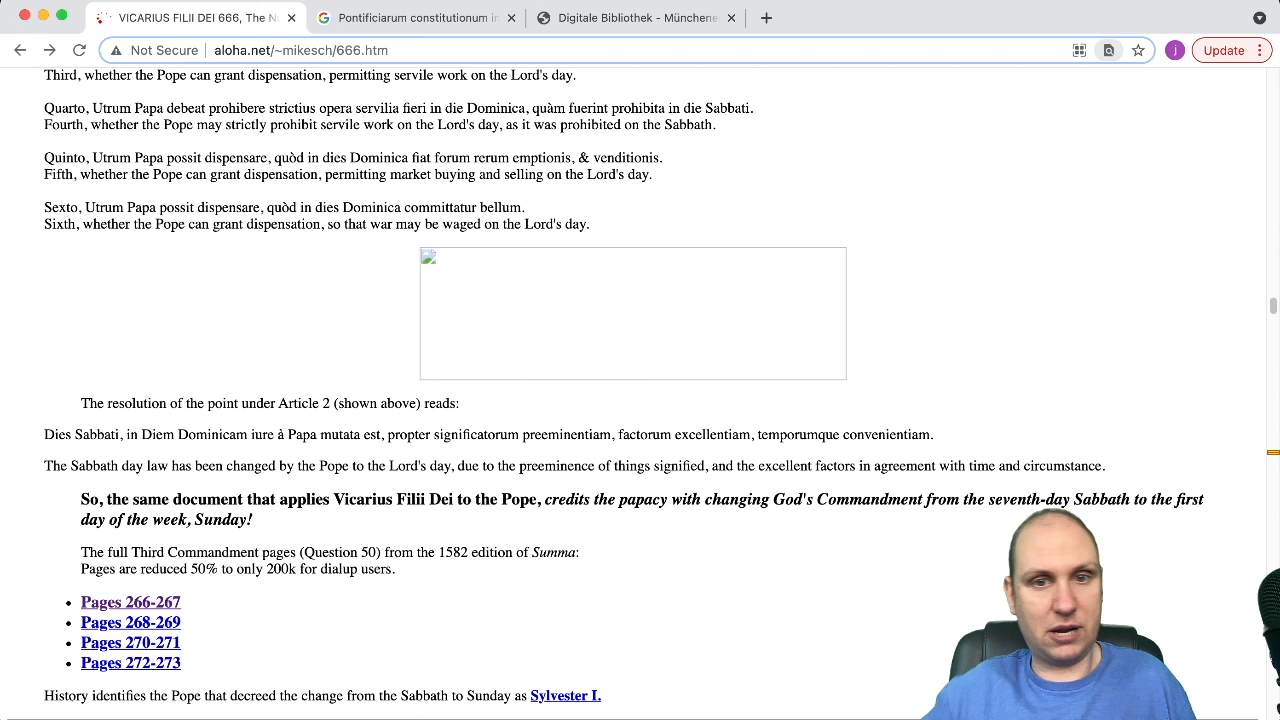 VICARIUS FILII DEI 666, The N
Pontificiarum constitutionum in
Digitale Bibliothek - Münchene
Not Secure
aloha.net/~mikesch/666.htm
j
Update
Third, whether the Pope can grant dispensation, permitting servile work on the Lord's day.
Quarto, Utrum Papa debeat prohibere strictius opera servilia fieri in die Dominica, quàm fuerint prohibita in die Sabbati.
Fourth, whether the Pope may strictly prohibit servile work on the Lord's day, as it was prohibited on the Sabbath.
Quinto, Utrum Papa possit dispensare, quòd in dies Dominica fiat forum rerum emptionis, & venditionis.
Fifth, whether the Pope can grant dispensation, permitting market buying and selling on the Lord's day.
Sexto, Utrum Papa possit dispensare, quòd in dies Dominica committatur bellum.
Sixth, whether the Pope can grant dispensation, so that war may be waged on the Lord's day.
The resolution of the point under Article 2 (shown above) reads:
Dies Sabbati, in Diem Dominicam iure à Papa mutata est, propter significatorum preeminentiam, factorum excellentiam, temporumque convenientiam.
The Sabbath day law has been changed by the Pope to the Lord's day, due to the preeminence of things signified, and the excellent factors in agreement with time and circumstance.
So, the same document that applies Vicarius Filii Dei to the Pope, credits the papacy with changing God's Commandment from the seventh-day Sabbath to the first
day of the week, Sunday!
The full Third Commandment pages (Question 50) from the 1582 edition of Summa:
Pages are reduced 50% to only 200k for dialup users.
Pages 266-267
Pages 268-269
Pages 270-271
Pages 272-273
History identifies the Pope that decreed the change from the Sabbath to Sunday as Sylvester I.